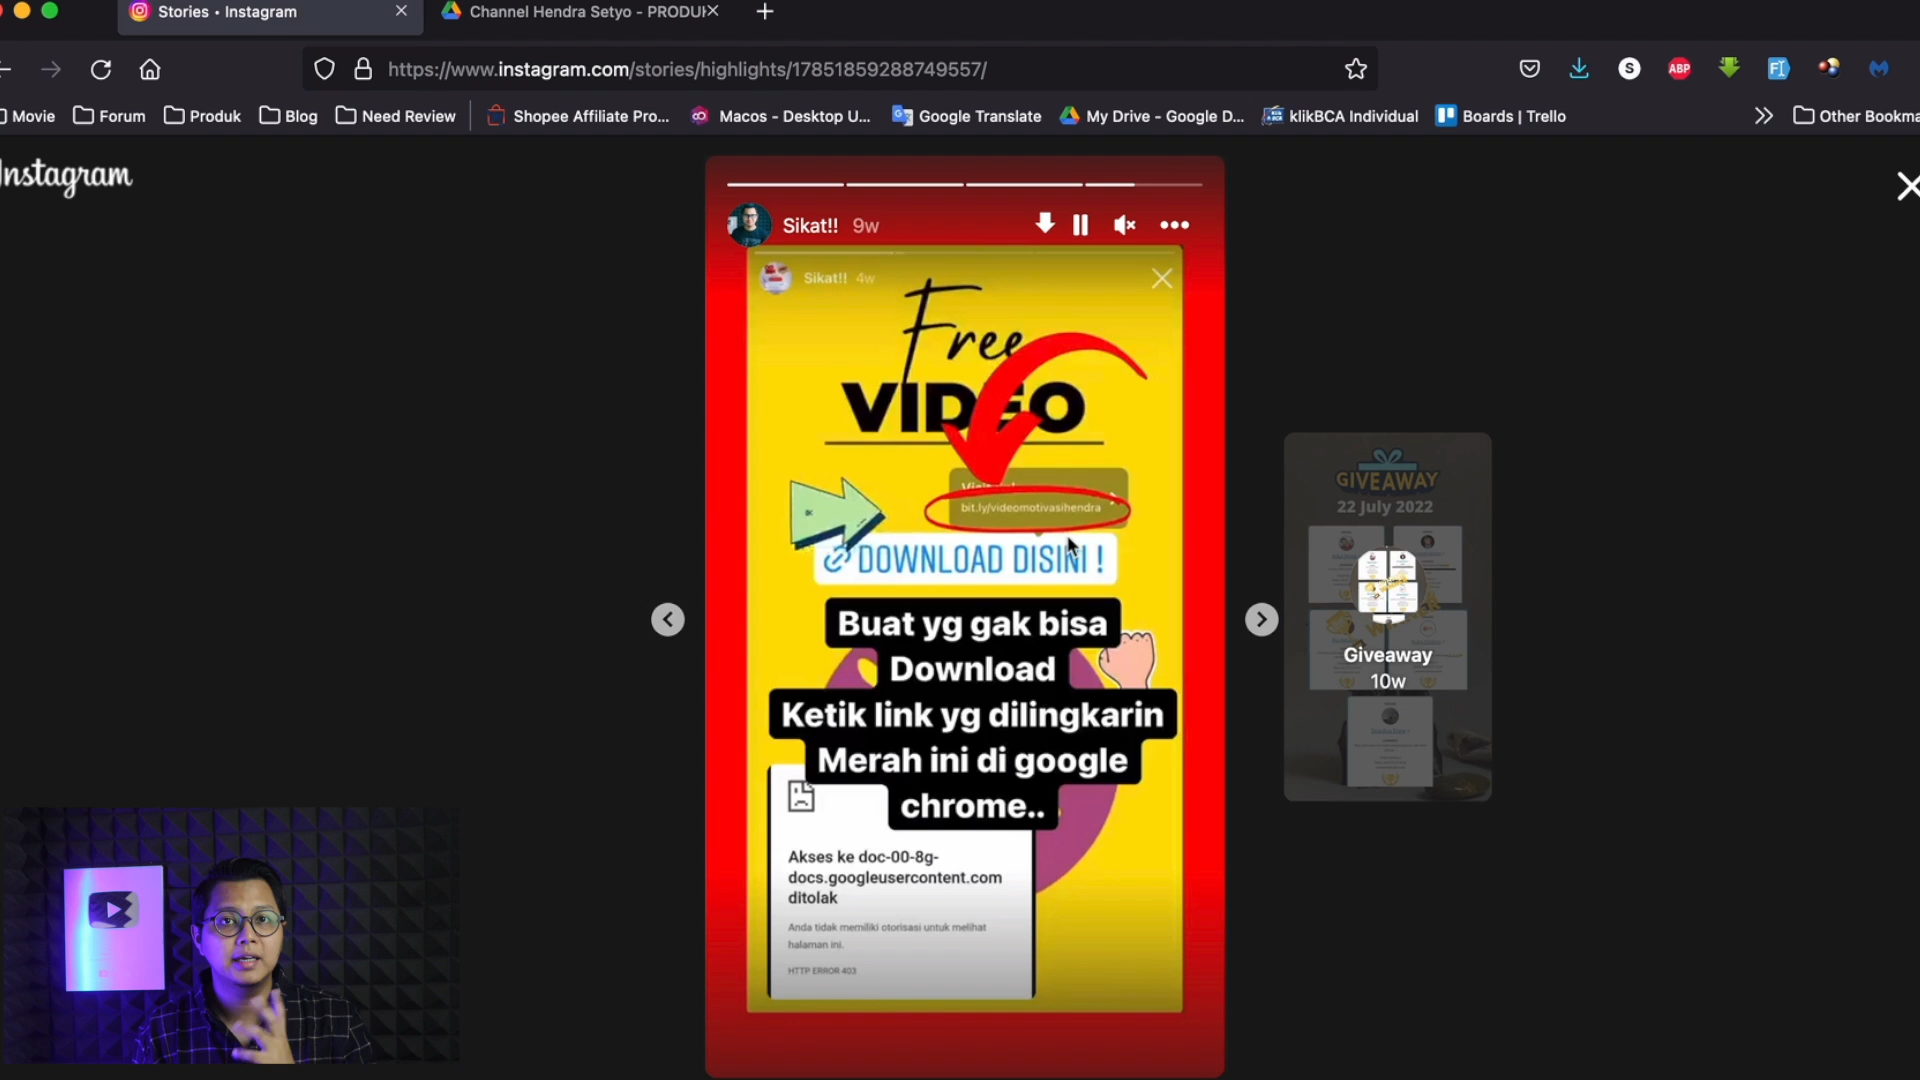 Stories • Instagram
Channel Hendra Setyo - PRODU
https://www.instagram.com/stories/highlights/17851859288749557/
S
ABP
Movie
Forum
Produk
Blog
Need Review
Shopee Affiliate Pro...
Macos - Desktop U...
Google Translate
My Drive - Google D...
klikBCA Individual
Boards | Trello
Other Bookma
Instagram
Sikat!! 9w
Sikat!! 4w
Free
VIDEO
bit.ly/videomotivasihendra
DOWNLOAD DISINI !
Buat yg gak bisa
Download
Ketik link yg dilingkarin
Merah ini di google
chrome..
Akses ke doc-00-8g-
docs.googleusercontent.com
ditolak
Anda tidak memiliki otorisasi untuk melihat
halaman ini.
HTTP ERROR 403
GIVEAWAY
22 July 2022
Giveaway
10w